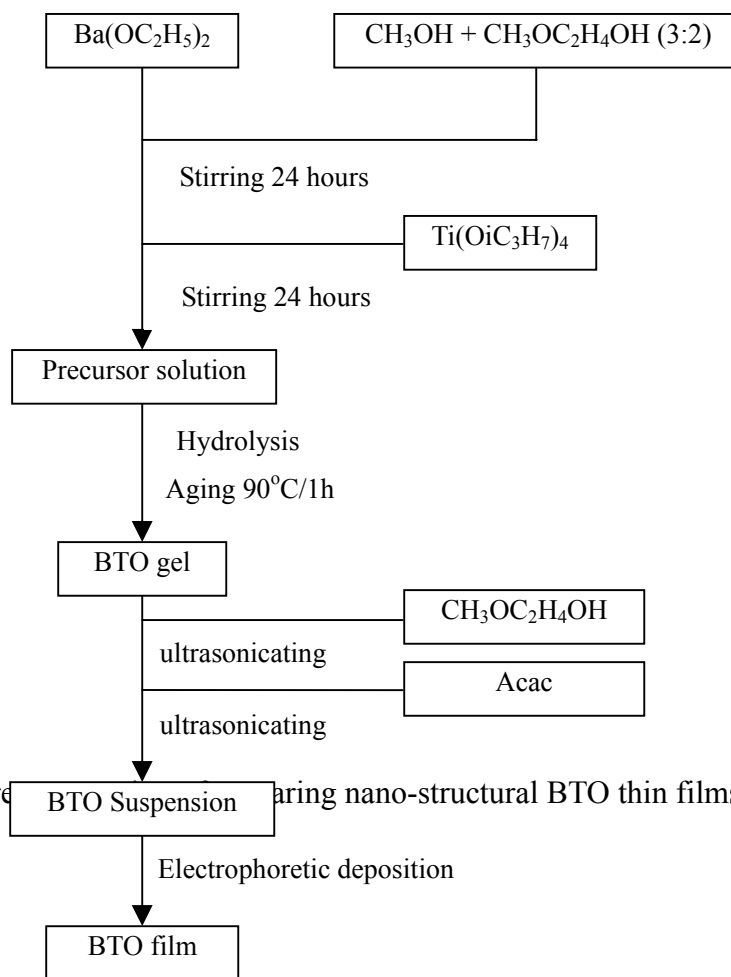 Ba(OC₂H₅)₂
CH₃OH + CH₃OC₂H₄OH (3:2)
Stirring 24 hours
Ti(OiC₃H₇)₄
Stirring 24 hours
Precursor solution
Hydrolysis
Aging 90°C/1h
BTO gel
CH₃OC₂H₄OH
ultrasonicating
Acac
ultrasonicating
BTO Suspension
nano-structural BTO thin films
Electrophoretic deposition
BTO film